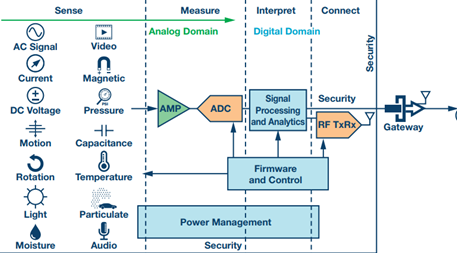 Sense Measure Interpret Connect
Analog Domain Digital Domain
AC Signal Video
Current Magnetic
DC Voltage Pressure
Motion Capacitance
Rotation Temperature
Light Particulate
Moisture Audio
AMP
ADC
Signal
Processing
and Analytics
Security
RF TxRx
Security
Gateway
Firmware
and Control
Power Management
Security